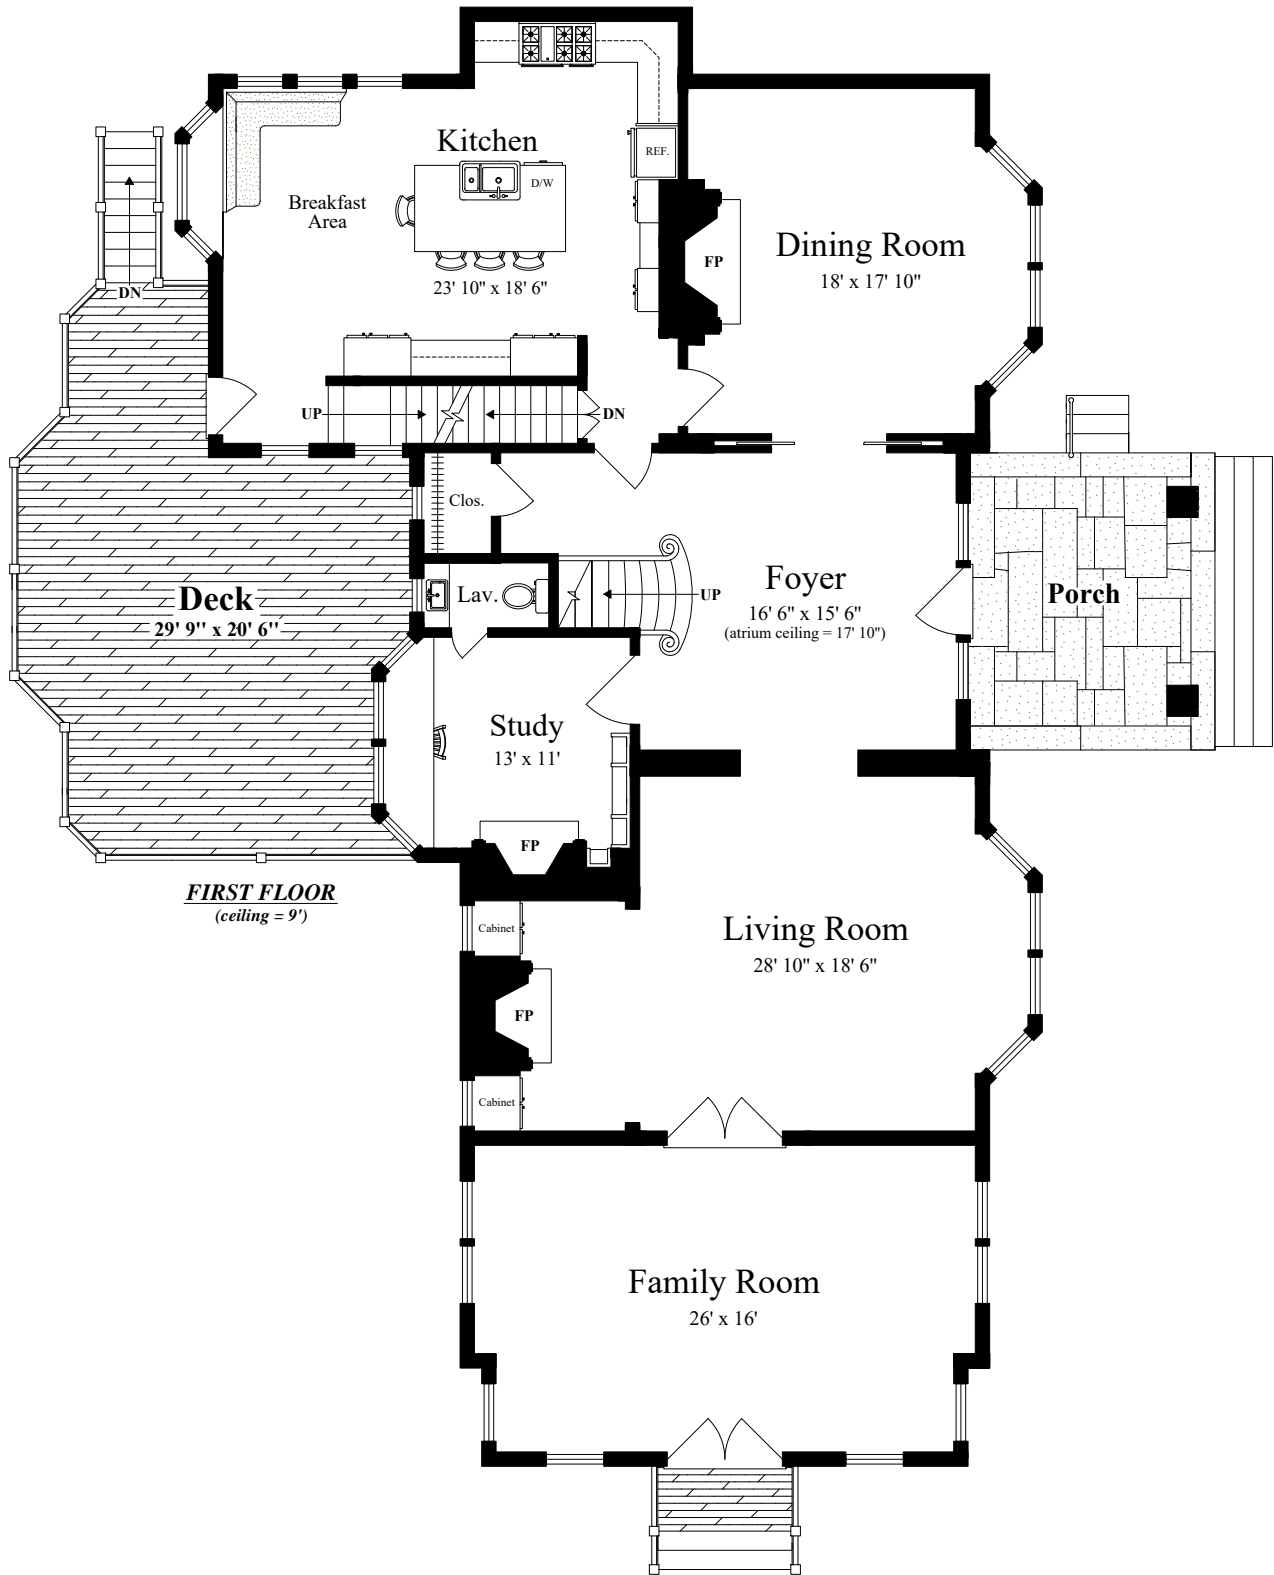 Kitchen
REF.
D/W
Breakfast
Area
23' 10" x 18' 6"
FP
Dining Room
18' x 17' 10"
DN
UP
DN
Clos.
Lav.
UP
Foyer
16' 6" x 15' 6"
(atrium ceiling = 17' 10")
Porch
Deck
29' 9" x 20' 6"
Study
13' x 11'
FP
FIRST FLOOR
(ceiling = 9')
Cabinet
Living Room
28' 10" x 18' 6"
FP
Cabinet
Family Room
26' x 16'